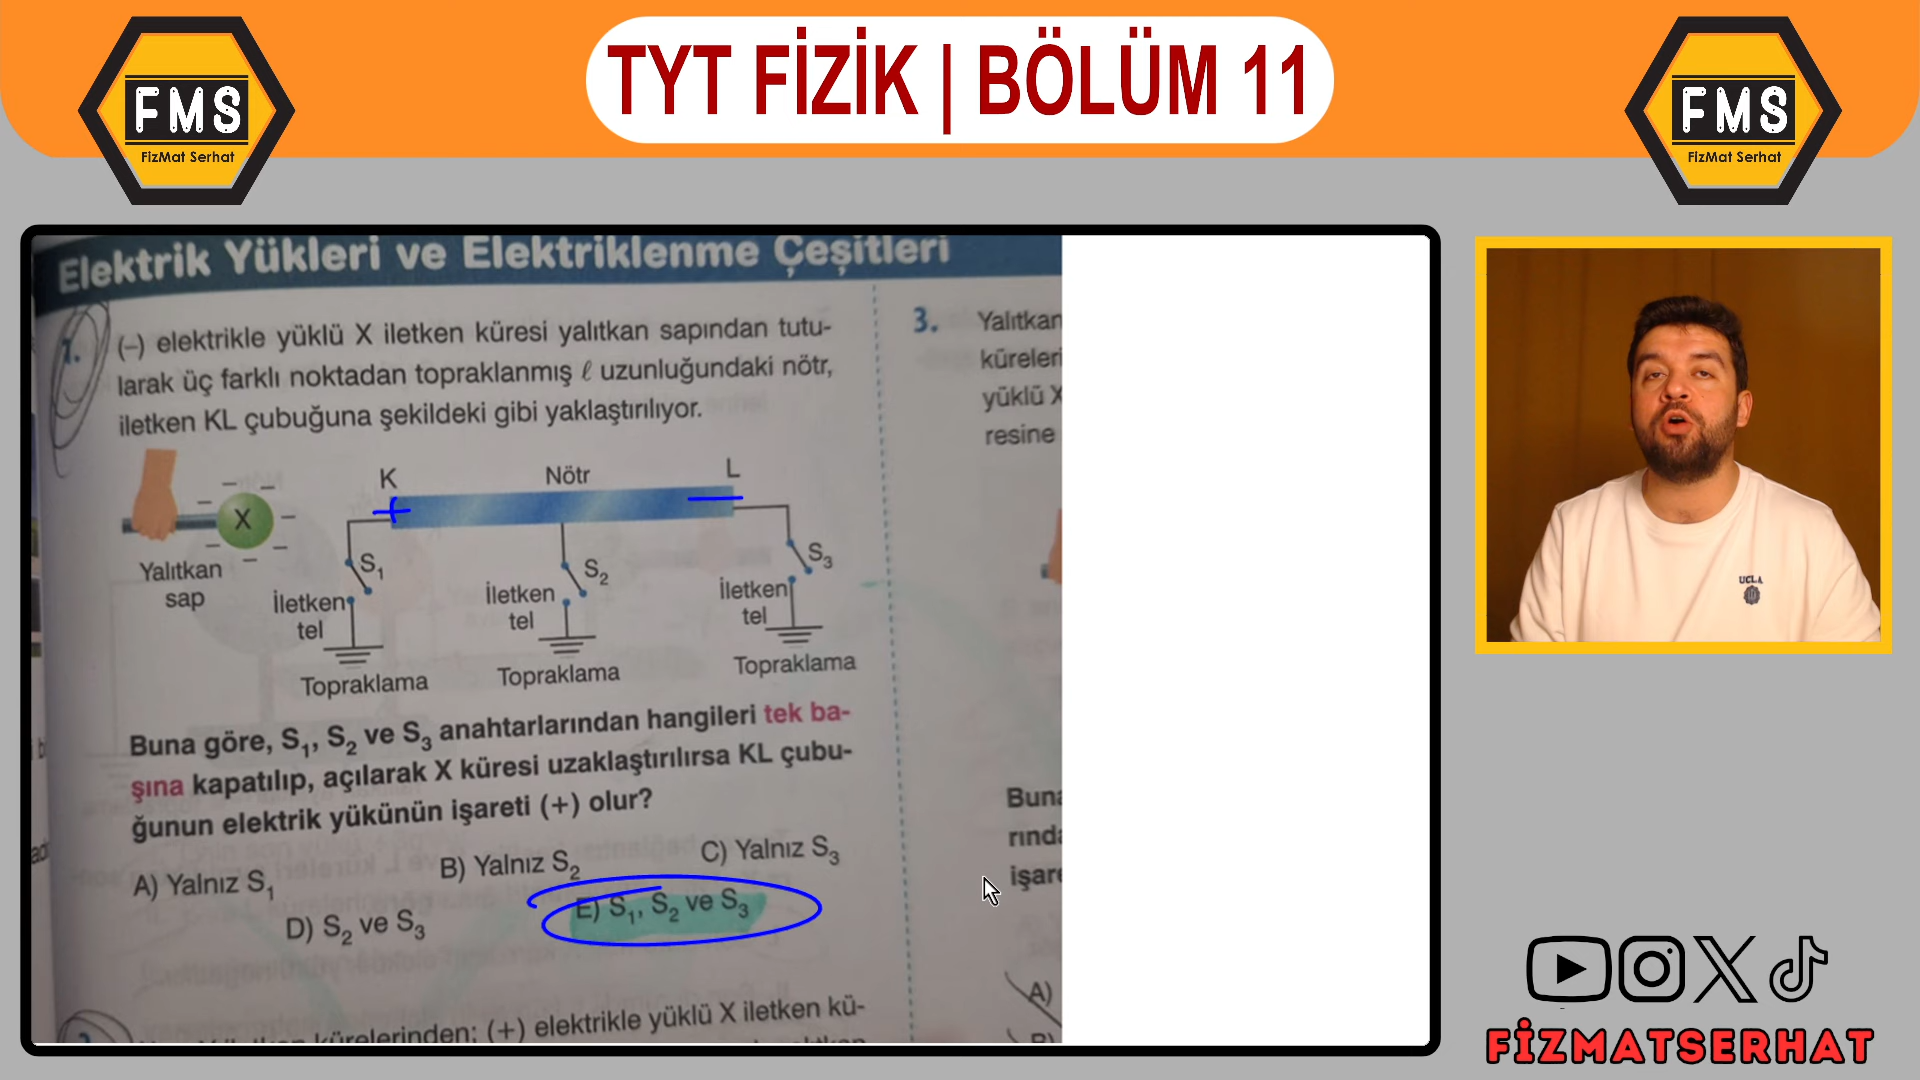 FMS
FizMat Serhat
TYT FİZİK | BÖLÜM 11
FMS
FizMat Serhat
Elektrik Yükleri ve Elektriklenme Çeşitleri
1. (–) elektrikle yüklü X iletken küresi yalıtkan sapından tutu-
larak üç farklı noktadan topraklanmış ℓ uzunluğundaki nötr,
iletken KL çubuğuna şekildeki gibi yaklaştırılıyor.
K Nötr L
X
Yalıtkan
sap
S1 S2 S3
İletken İletken İletken
tel tel tel
Topraklama Topraklama Topraklama
Buna göre, S1, S2 ve S3 anahtarlarından hangileri tek ba-
şına kapatılıp, açılarak X küresi uzaklaştırılırsa KL çubu-
ğunun elektrik yükünün işareti (+) olur?
A) Yalnız S1 B) Yalnız S2 C) Yalnız S3
D) S2 ve S3 E) S1, S2 ve S3
kürelerinden; (+) elektrikle yüklü X iletken kü-
3. Yalıtkan
küreleri
yüklü X
resine
Buna
rında
işare
A)
B)
UCLA
FİZMATSERHAT